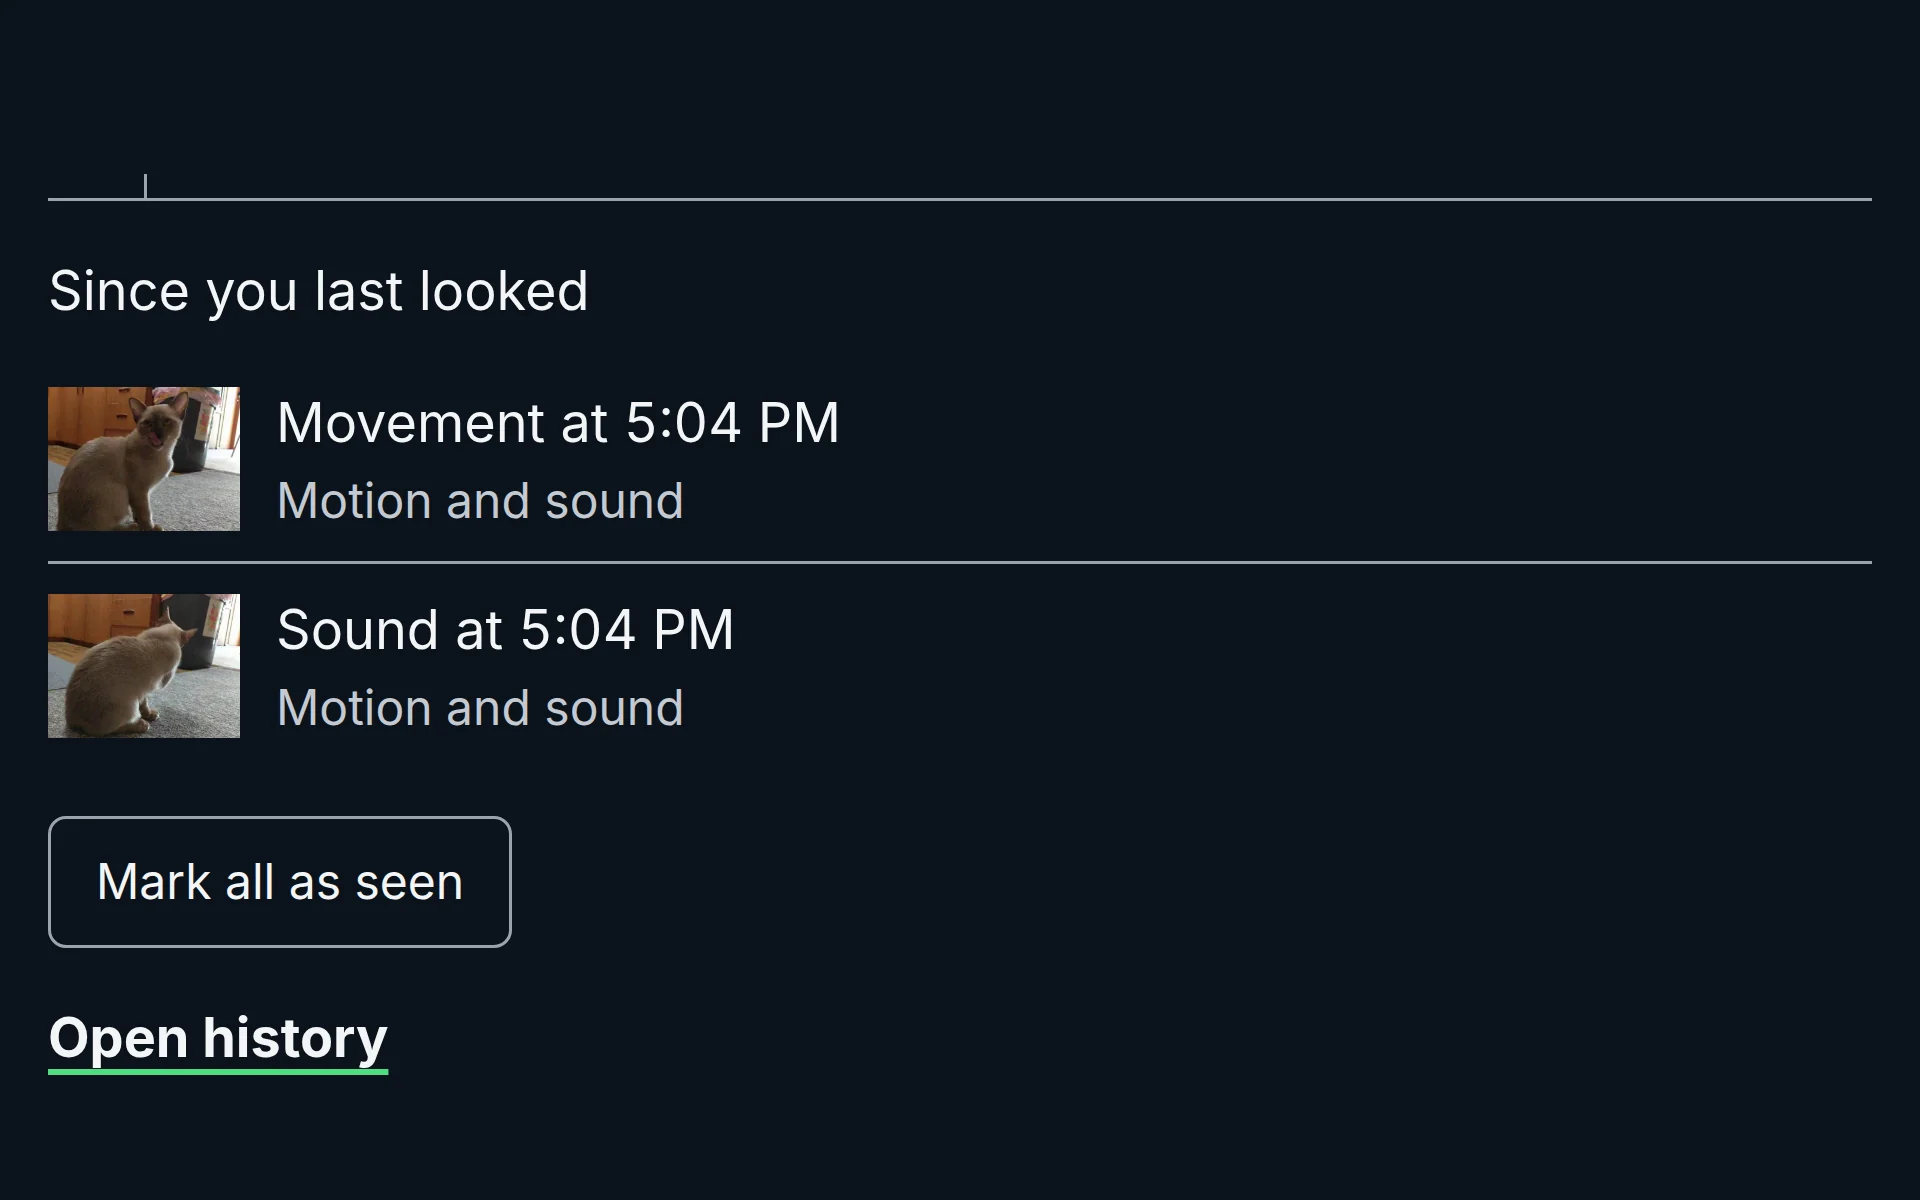 Since you last looked
Movement at 5:04 PM
Motion and sound
Sound at 5:04 PM
Motion and sound
Mark all as seen
Open history